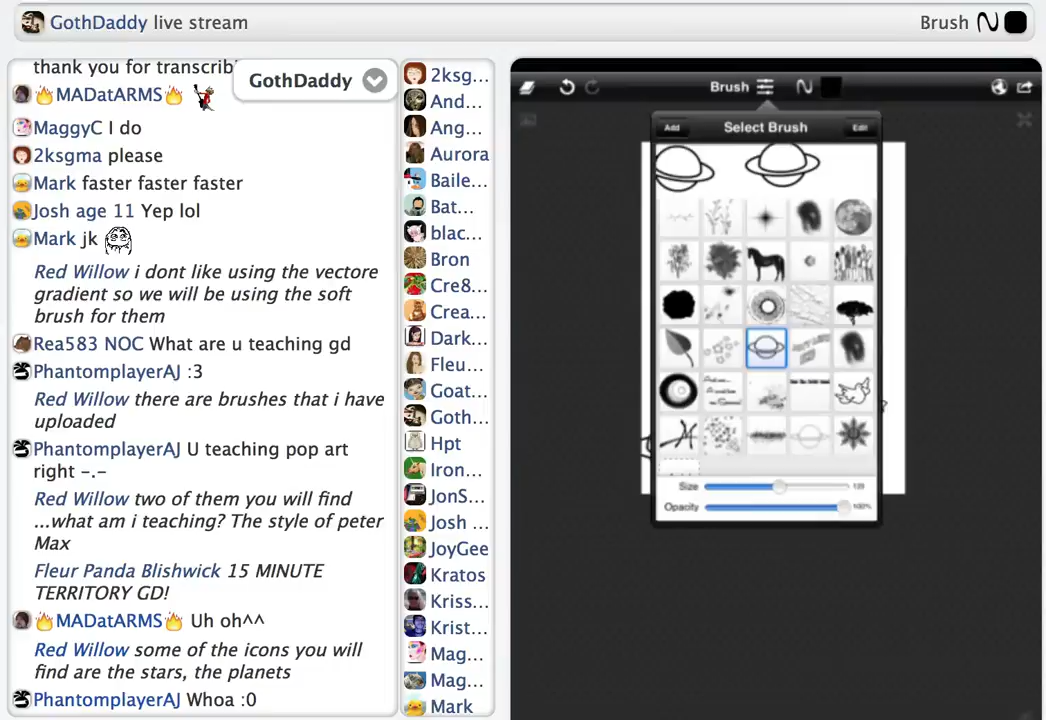 GothDaddy live stream
Brush
thank you for transcrib
GothDaddy
🔥MADatARMS🔥
MaggyC I do
2ksgma please
Mark faster faster faster
Josh age 11 Yep lol
Mark jk
Red Willow i dont like using the vectore
gradient so we will be using the soft
brush for them
Rea583 NOC What are u teaching gd
PhantomplayerAJ :3
Red Willow there are brushes that i have
uploaded
PhantomplayerAJ U teaching pop art
right -.-
Red Willow two of them you will find
...what am i teaching? The style of peter
Max
Fleur Panda Blishwick 15 MINUTE
TERRITORY GD!
🔥MADatARMS🔥 Uh oh^^
Red Willow some of the icons you will
find are the stars, the planets
PhantomplayerAJ Whoa :0
2ksg...
And...
Ang...
Aurora
Baile...
Bat...
blac...
Bron
Cre8...
Crea...
Dark...
Fleu...
Goat...
Goth...
Hpt
Iron...
JonS...
Josh ...
JoyGee
Kratos
Kriss...
Krist...
Mag...
Mag...
Mark
Brush
Add
Select Brush
Edit
Size
Opacity
100%